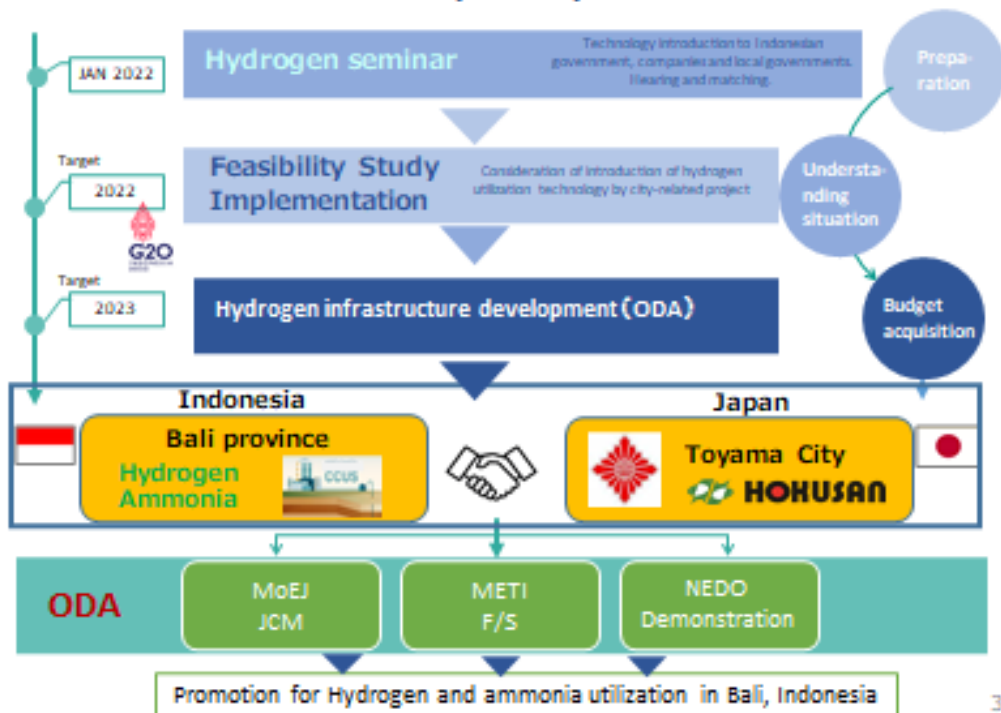 JAN 2022
Hydrogen seminar
Technology introduction to Indonesian
government, companies and local governments.
Hearing and matching.
Prepa-
ration
Target
2022
G20
INDONESIA
2022
Feasibility Study
Implementation
Consideration of introduction of hydrogen
utilization technology by city-related project
Understa-
nding
situation
Target
2023
Hydrogen infrastructure development(ODA)
Budget
acquisition
Indonesia
Japan
Bali province
Hydrogen
Ammonia
CCUS
Toyama City
HOKUSAN
ODA
MoEJ
JCM
METI
F/S
NEDO
Demonstration
Promotion for Hydrogen and ammonia utilization in Bali, Indonesia
3